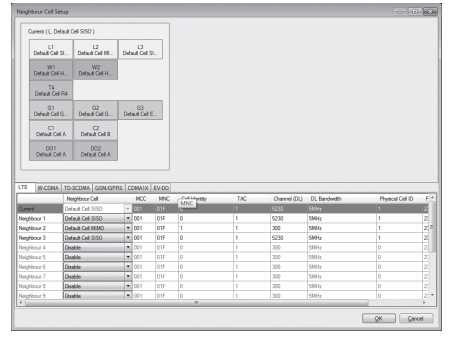 Neighbour Cell Setup
Current ( L, Default Cell SISO )
L1 L2 L3
Default Cell SI... Default Cell MI... Default Cell SI...
W1 W2
Default Cell H... Default Cell H...
T4
Default Cell R4
G1 G2 G3
Default Cell G... Default Cell G... Default Cell E...
C1 C2
Default Cell A Default Cell B
DO1 DO2
Default Cell A Default Cell A
LTE W-CDMA TD-SCDMA GSM/GPRS CDMA1X EV-DO
Neighbour Cell MCC MNC Cell Identity TAC Channel (DL) DL Bandwidth Physical Cell ID
MNC
Current Default Cell SISO 001 01F 1 5230 5MHz 1
Neighbour 1 Default Cell SISO 001 01F 0 1 5230 5MHz 1
Neighbour 2 Default Cell MIMO 001 01F 0 1 300 5MHz 1
Neighbour 3 Default Cell SISO 001 01F 0 1 5230 5MHz 1
Neighbour 4 Disable 001 01F 0 1 300 5MHz 0
Neighbour 5 Disable 001 01F 0 1 300 5MHz 0
Neighbour 6 Disable 001 01F 0 1 300 5MHz 0
Neighbour 7 Disable 001 01F 0 1 300 5MHz 0
Neighbour 8 Disable 001 01F 0 1 300 5MHz 0
Neighbour 9 Disable 001 01F 0 1 300 5MHz 0
OK Cancel